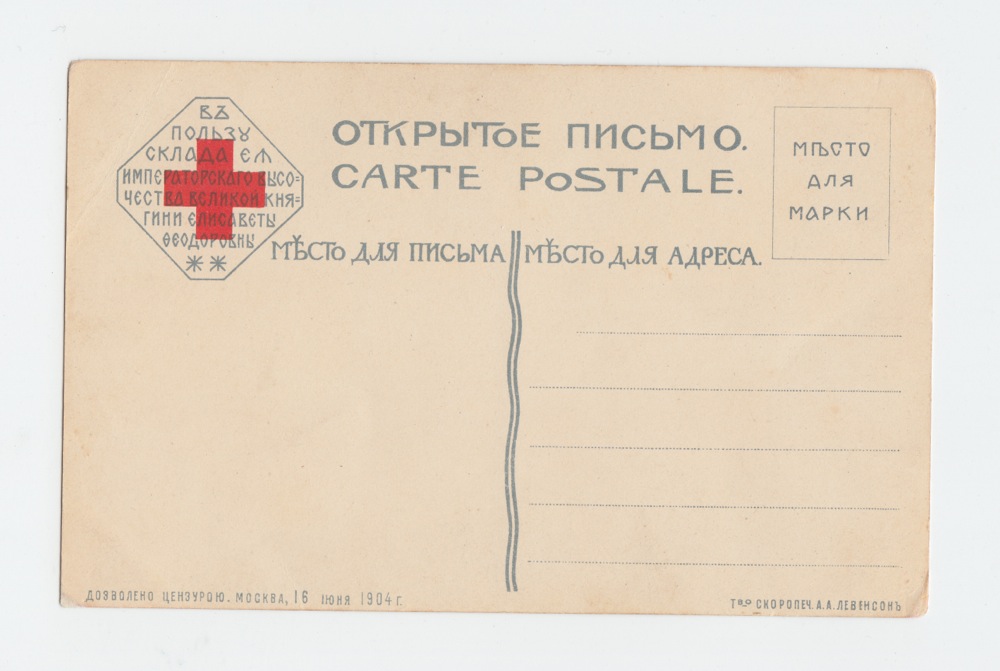 ВЪ
ПОЛЬЗУ
СКЛАДА ЕЯ
ИМПЕРАТОРСКАГО ВЫСО=
ЧЕСТВА ВЕЛИКОЙ КНЯ=
ГИНИ ЕЛИСАВЕТЫ
ѲЕОДОРОВНЫ
ОТКРЫТОЕ ПИСЬМО.
CARTE POSTALE.
МѢСТО
ДЛЯ
МАРКИ
МѢСТО ДЛЯ ПИСЬМА
МѢСТО ДЛЯ АДРЕСА.
ДОЗВОЛЕНО ЦЕНЗУРОЮ. МОСКВА, 16 ІЮНЯ 1904 Г.
Тво СКОРОПЕЧ. А.А.ЛЕВЕНСОНЪ